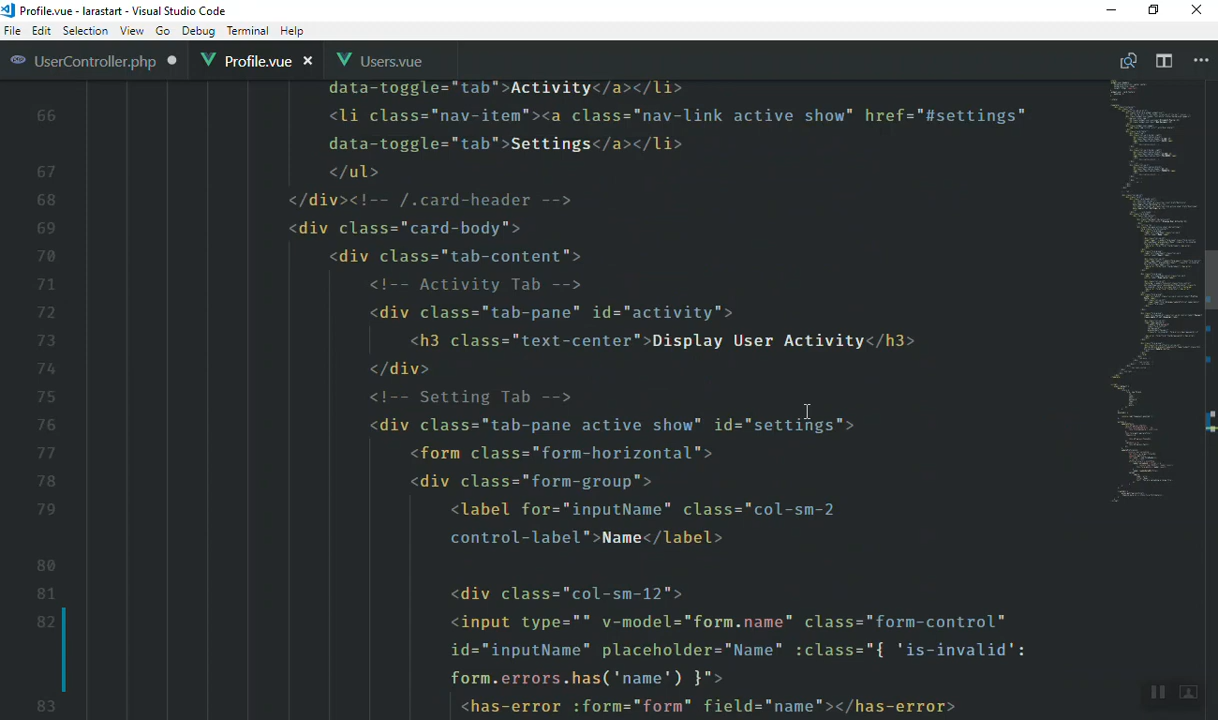 Profile.vue - larastart - Visual Studio Code
File Edit Selection View Go Debug Terminal Help
UserController.php Profile.vue Users.vue
data-toggle="tab">Activity</a></li>
66 <li class="nav-item"><a class="nav-link active show" href="#settings"
data-toggle="tab">Settings</a></li>
67 </ul>
68 </div><!-- /.card-header -->
69 <div class="card-body">
70 <div class="tab-content">
71 <!-- Activity Tab -->
72 <div class="tab-pane" id="activity">
73 <h3 class="text-center">Display User Activity</h3>
74 </div>
75 <!-- Setting Tab -->
76 <div class="tab-pane active show" id="settings">
77 <form class="form-horizontal">
78 <div class="form-group">
79 <label for="inputName" class="col-sm-2
control-label">Name</label>
80
81 <div class="col-sm-12">
82 <input type="" v-model="form.name" class="form-control"
id="inputName" placeholder="Name" :class="{ 'is-invalid':
form.errors.has('name') }">
83 <has-error :form="form" field="name"></has-error>